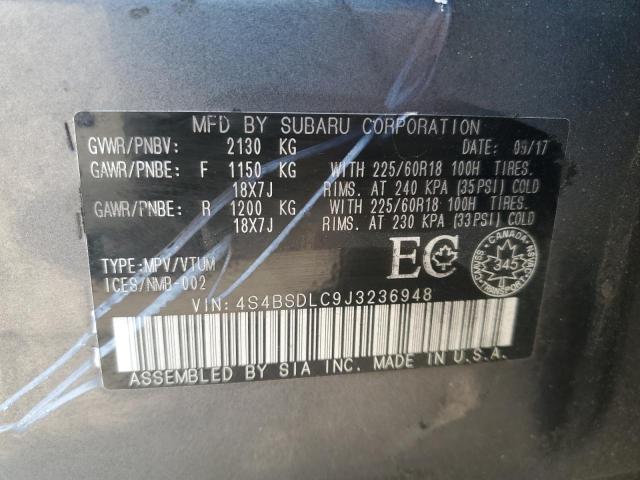 MFD BY SUBARU CORPORATION
GVWR/PNBV: 2130 KG DATE: 09/17
GAWR/PNBE: F 1150 KG WITH 225/60R18 100H TIRES.
18X7J RIMS. AT 240 KPA (35PSI) COLD
GAWR/PNBE: R 1200 KG WITH 225/60R18 100H TIRES.
18X7J RIMS. AT 230 KPA (33PSI) COLD
TYPE:MPV/VTUM
ICES/NMB-002
EC
CANADA
345
TRANSPORT
VIN: 4S4BSDLC9J3236948
ASSEMBLED BY SIA INC. MADE IN U.S.A.